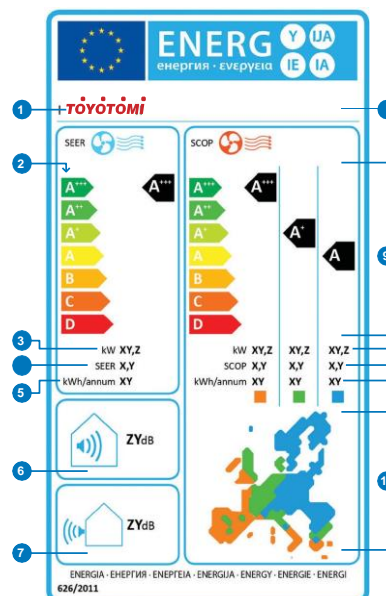 ENERG Y IJA
енергия · ενεργεια IE IA
1 TOYOTOMI
SEER SCOP
2
A+++ A+++ A+++ A+++
A++ A++
A+ A+ A+
A A A
B B
C C
D D
3 kW XY,Z kW XY,Z XY,Z XY,Z
SEER X,Y SCOP X,Y X,Y X,Y
5 kWh/annum XY kWh/annum XY XY XY
ZYdB
6
ZYdB
7
ENERGIA · ЕНЕРГИЯ · ΕΝΕΡΓΕΙΑ · ENERGIJA · ENERGY · ENERGIE · ENERGI
626/2011